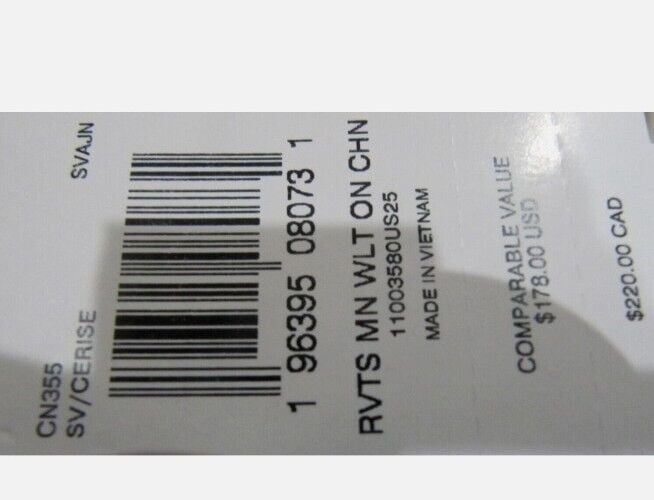 CN355
SV/CERISE SVAJN
1 96395 08073 1
RVTS MN WLT ON CHN
11003580US25
MADE IN VIETNAM
COMPARABLE VALUE
$178.00 USD
$220.00 CAD